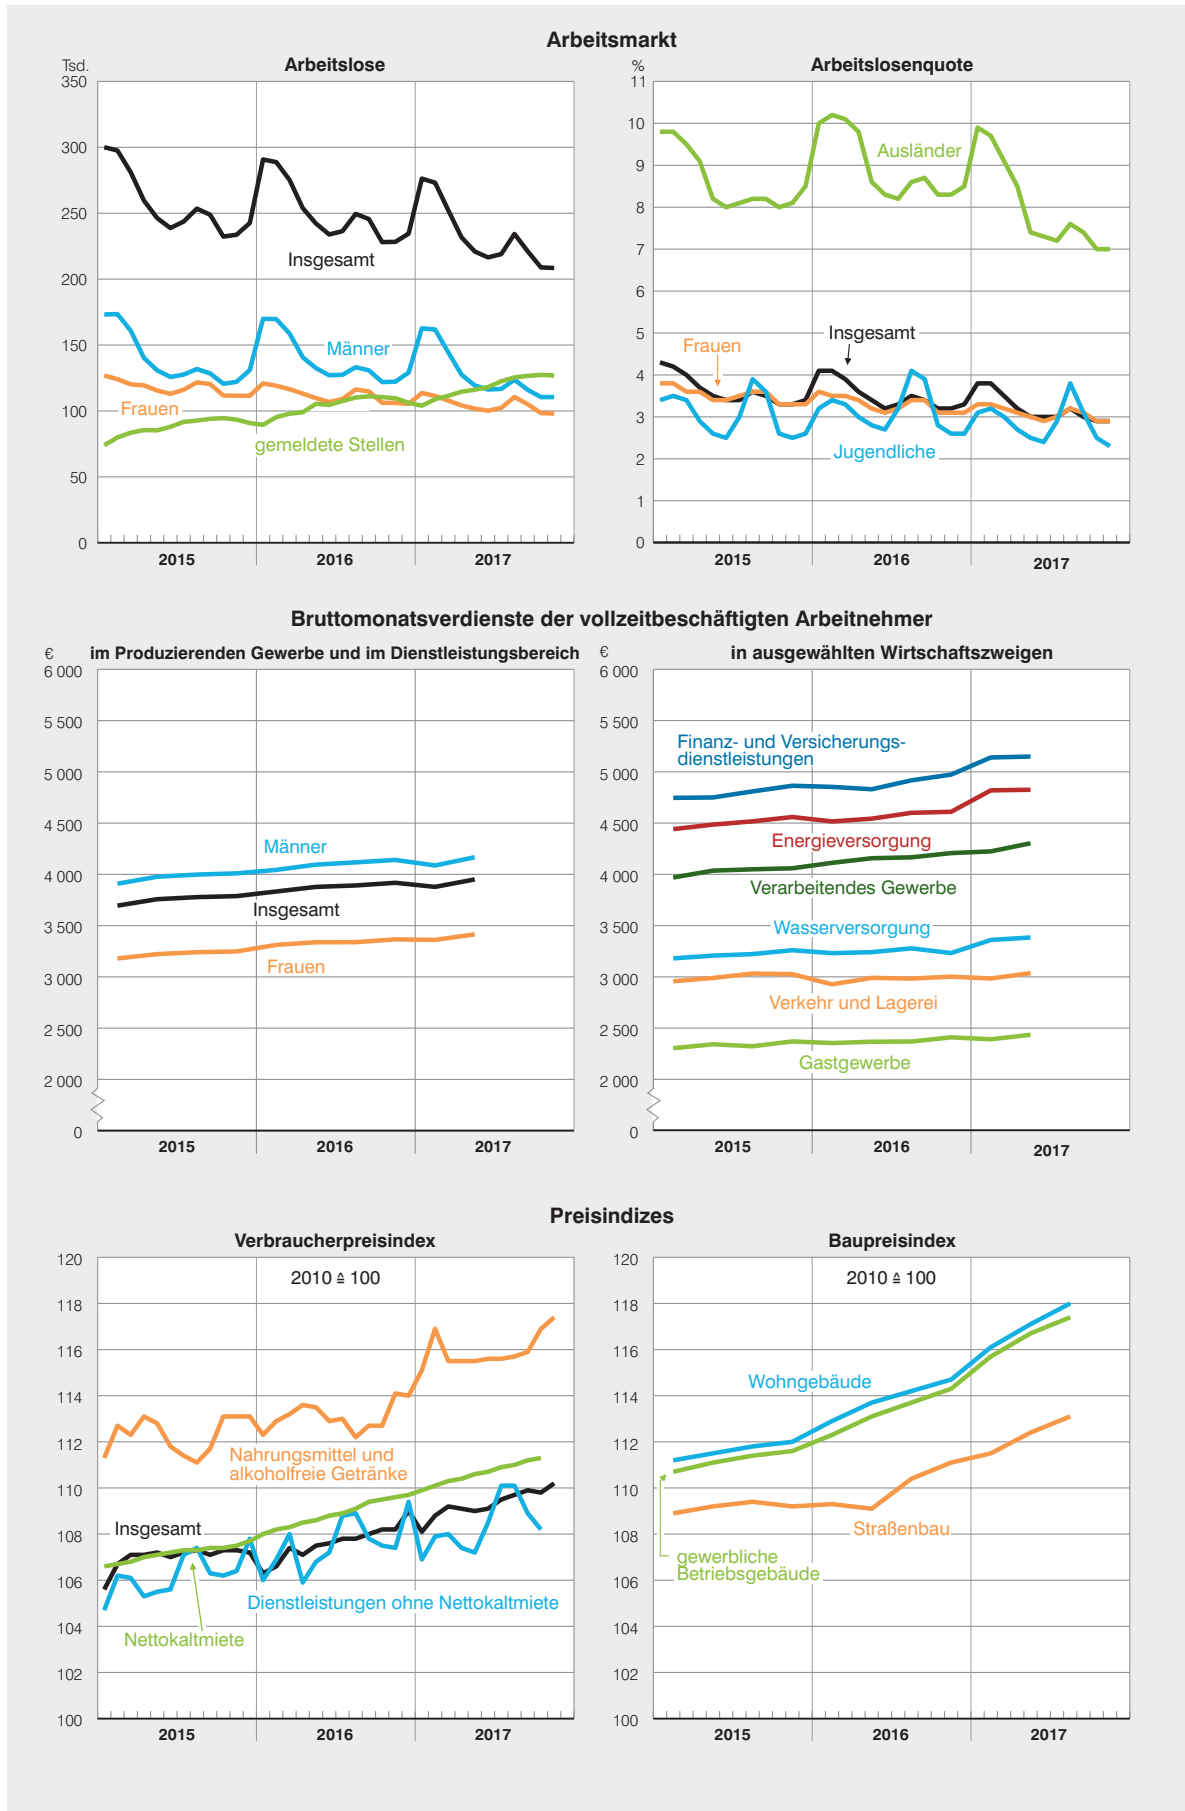 Arbeitsmarkt
Arbeitslose
Tsd.
350
300
250
200
150
100
50
0
Insgesamt
Männer
Frauen
gemeldete Stellen
2015
2016
2017
Arbeitslosenquote
%
11
10
9
8
7
6
5
4
3
2
1
0
Ausländer
Insgesamt
Frauen
Jugendliche
2015
2016
2017
Bruttomonatsverdienste der vollzeitbeschäftigten Arbeitnehmer
im Produzierenden Gewerbe und im Dienstleistungsbereich
€
6 000
5 500
5 000
4 500
4 000
3 500
3 000
2 500
2 000
0
Männer
Insgesamt
Frauen
2015
2016
2017
in ausgewählten Wirtschaftszweigen
€
6 000
5 500
5 000
4 500
4 000
3 500
3 000
2 500
2 000
0
Finanz- und Versicherungs-
dienstleistungen
Energieversorgung
Verarbeitendes Gewerbe
Wasserversorgung
Verkehr und Lagerei
Gastgewerbe
2015
2016
2017
Preisindizes
Verbraucherpreisindex
2010 ≙ 100
120
118
116
114
112
110
108
106
104
102
100
Nahrungsmittel und
alkoholfreie Getränke
Insgesamt
Dienstleistungen ohne Nettokaltmiete
Nettokaltmiete
2015
2016
2017
Baupreisindex
2010 ≙ 100
120
118
116
114
112
110
108
106
104
102
100
Wohngebäude
Straßenbau
gewerbliche
Betriebsgebäude
2015
2016
2017